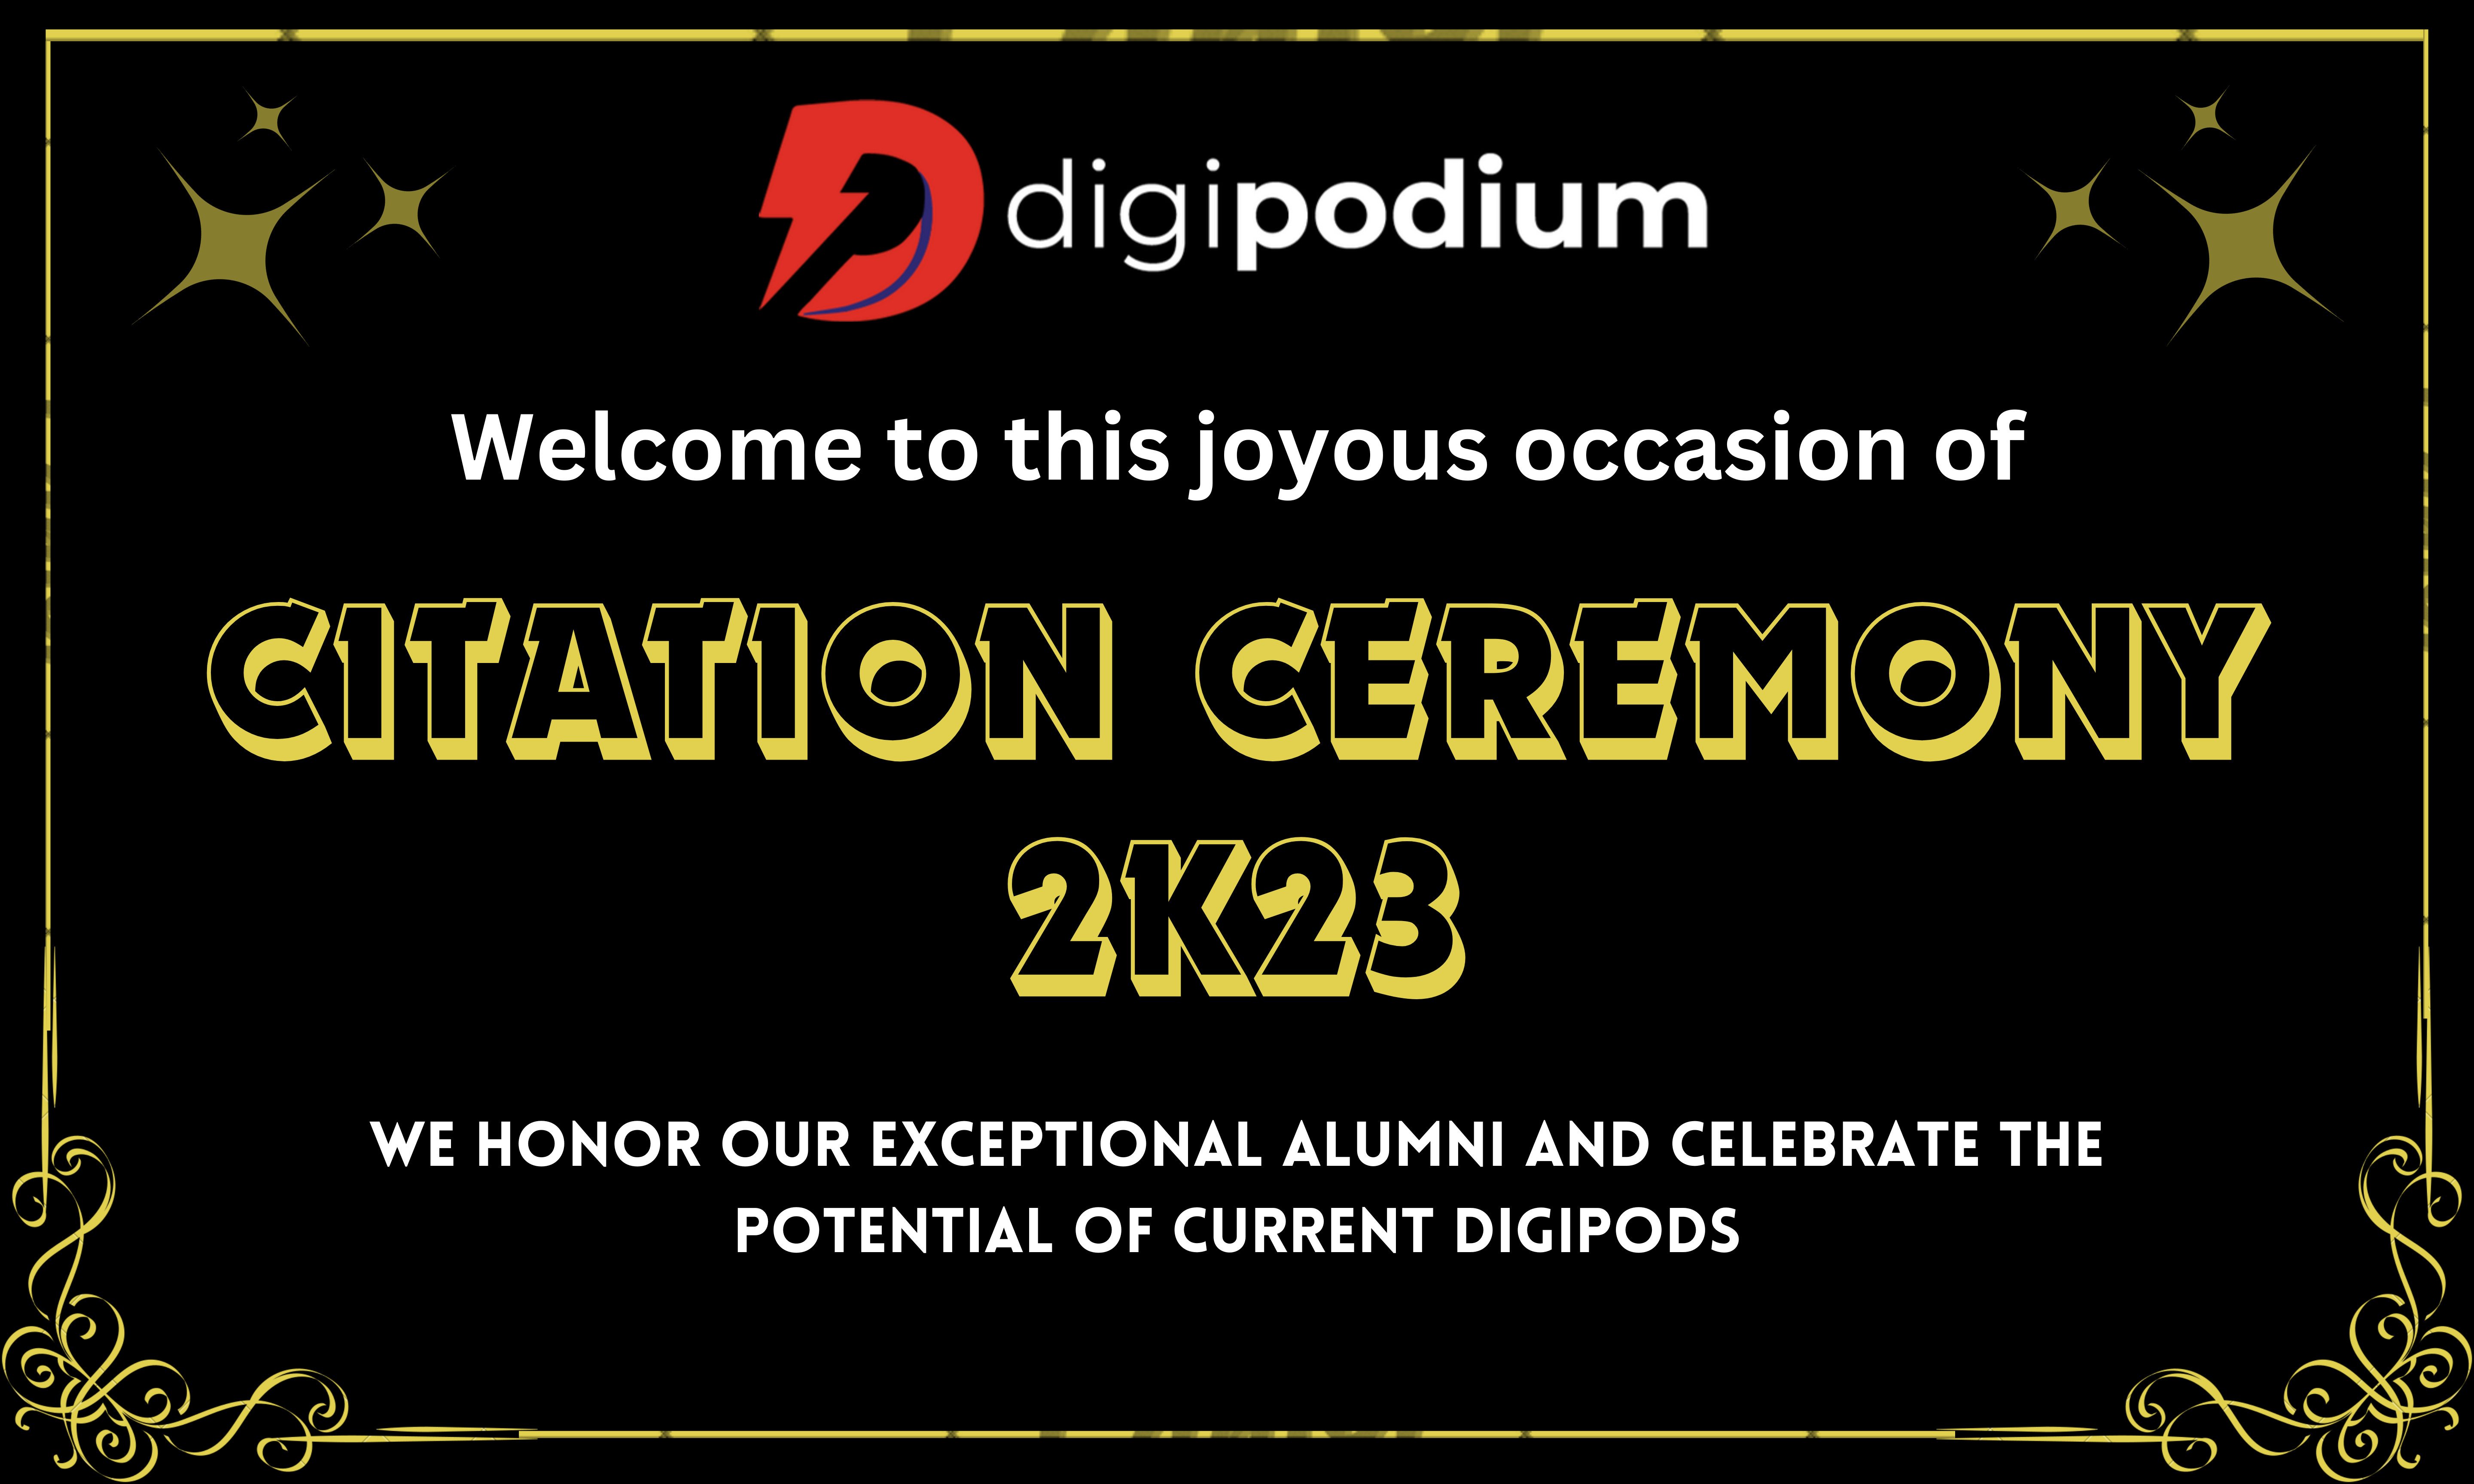 digipodium
Welcome to this joyous occasion of
CITATION CEREMONY
2K23
WE HONOR OUR EXCEPTIONAL ALUMNI AND CELEBRATE THE
POTENTIAL OF CURRENT DIGIPODS